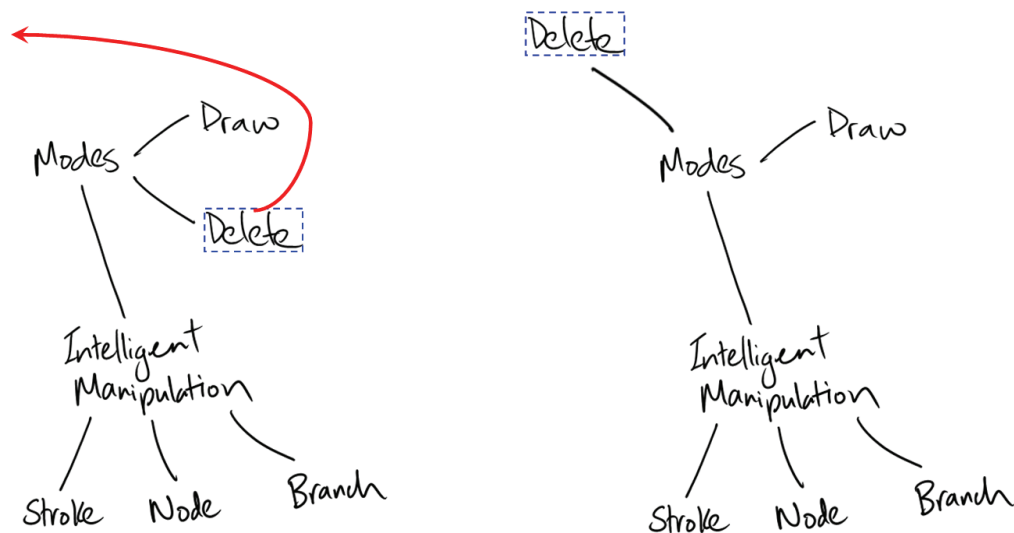 Draw
Modes
Delete
Intelligent
Manipulation
Stroke
Node
Branch
Delete
Draw
Modes
Intelligent
Manipulation
Stroke
Node
Branch